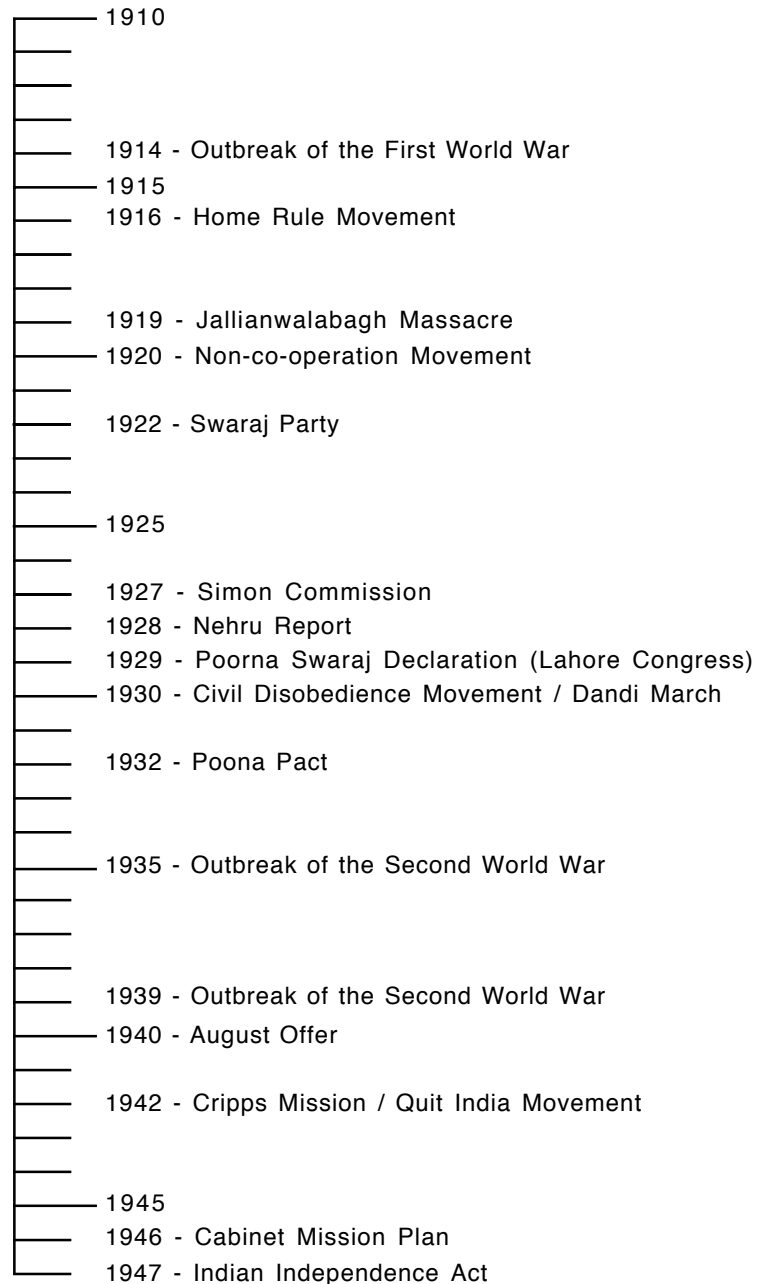 1910
1914 - Outbreak of the First World War
1915
1916 - Home Rule Movement
1919 - Jallianwalabagh Massacre
1920 - Non-co-operation Movement
1922 - Swaraj Party
1925
1927 - Simon Commission
1928 - Nehru Report
1929 - Poorna Swaraj Declaration (Lahore Congress)
1930 - Civil Disobedience Movement / Dandi March
1932 - Poona Pact
1935 - Outbreak of the Second World War
1939 - Outbreak of the Second World War
1940 - August Offer
1942 - Cripps Mission / Quit India Movement
1945
1946 - Cabinet Mission Plan
1947 - Indian Independence Act